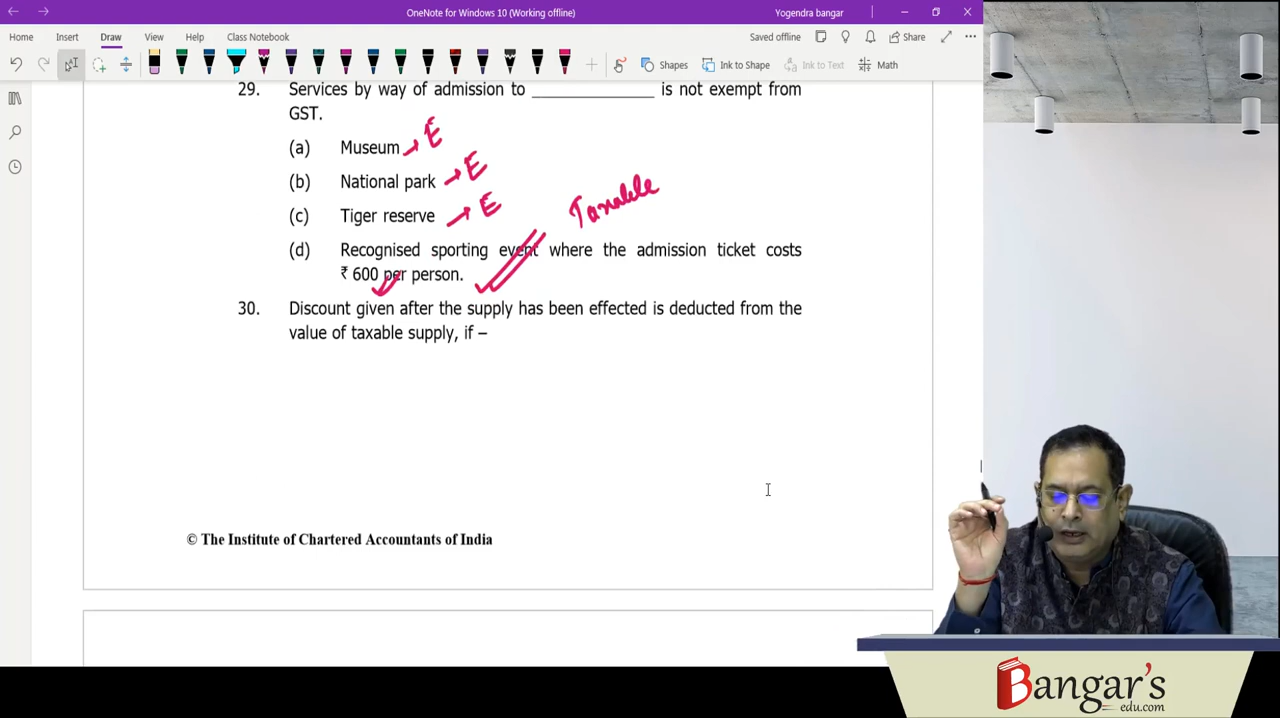 OneNote for Windows 10 (Working offline)
Yogendra bangar
Home Insert Draw View Help Class Notebook
Saved offline Share
Shapes Ink to Shape Ink to Text Math
29. Services by way of admission to ______________ is not exempt from
GST.
(a) Museum → E
(b) National park → E
(c) Tiger reserve → E
Taxable
(d) Recognised sporting event where the admission ticket costs
₹ 600 per person.
30. Discount given after the supply has been effected is deducted from the
value of taxable supply, if –
© The Institute of Chartered Accountants of India
Bangar's
edu.com